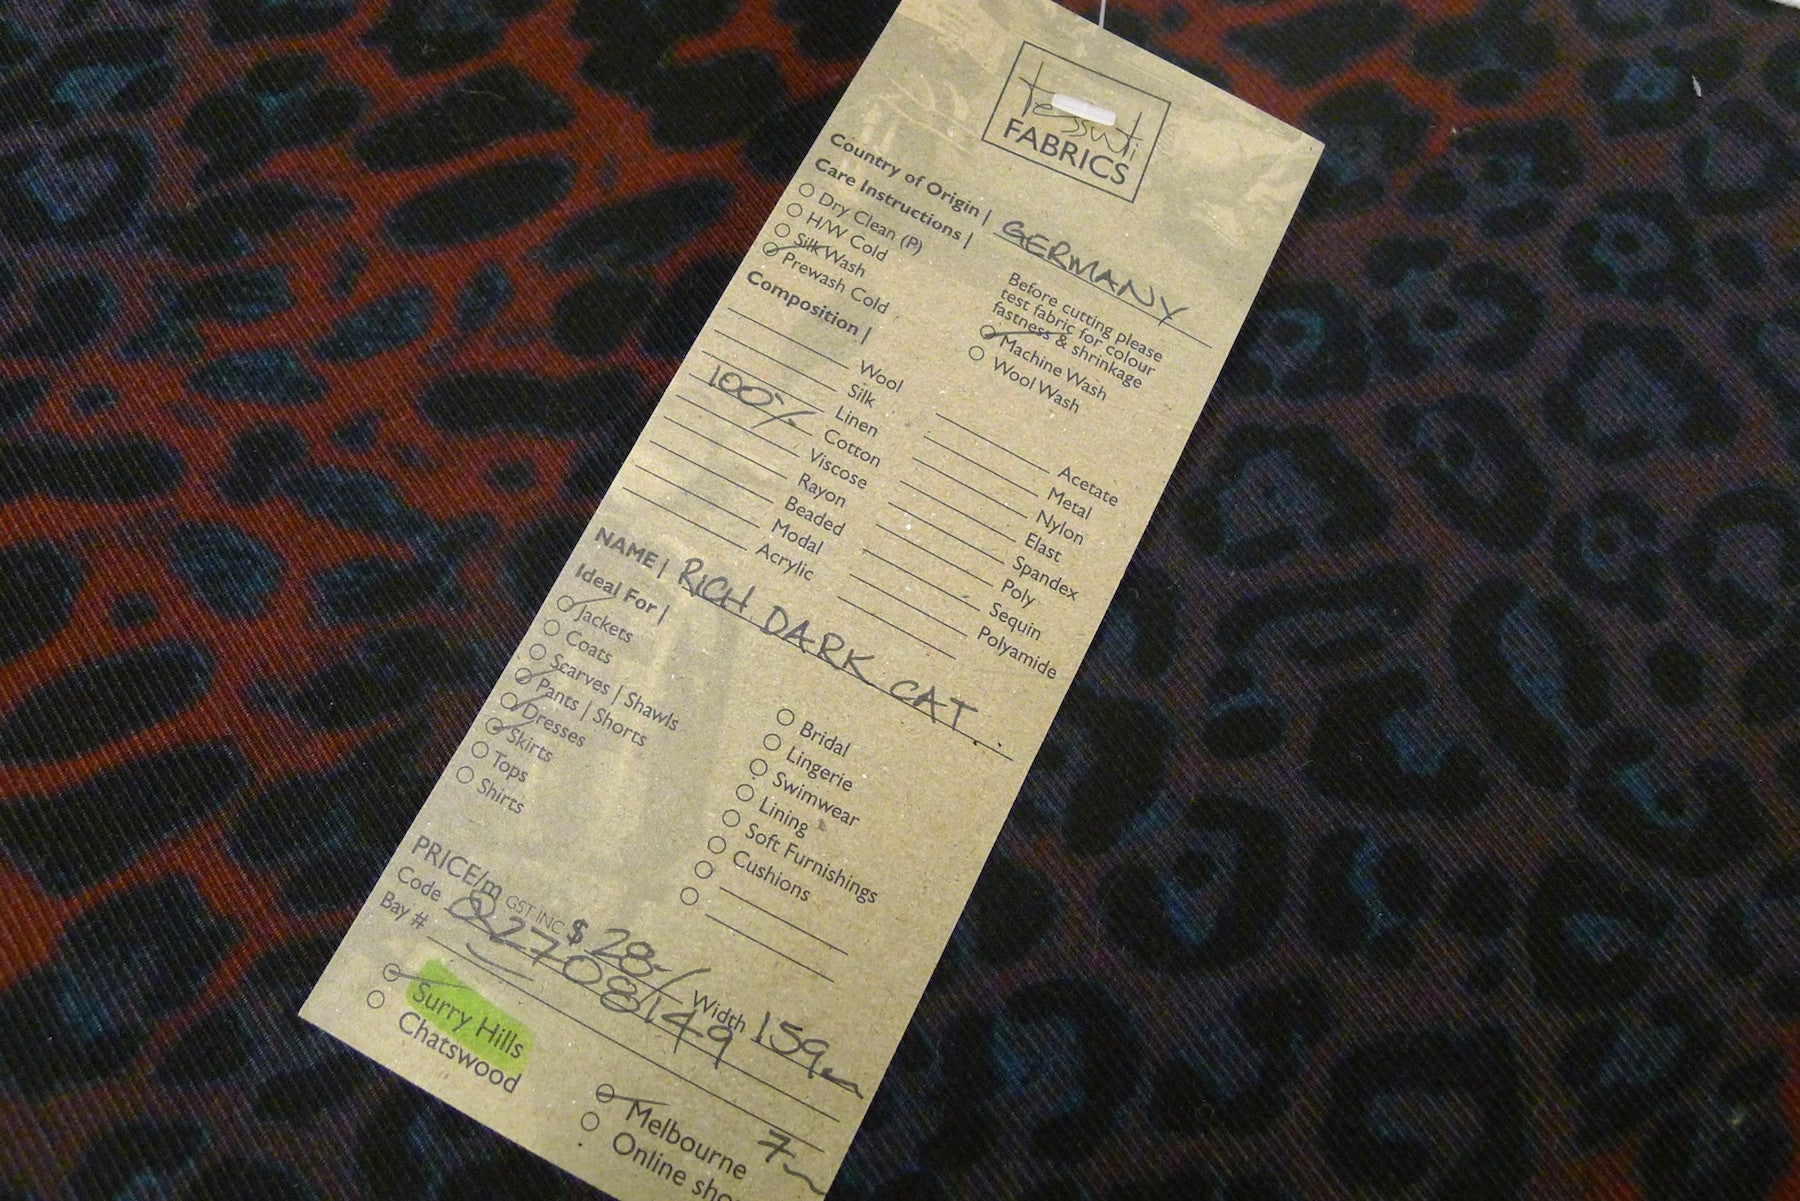 tessuti
FABRICS
Country of Origin | GERMANY
Care Instructions |
Dry Clean (P)
H/W Cold
Silk Wash
Prewash Cold
Before cutting please
test fabric for colour
fastness & shrinkage
Machine Wash
Wool Wash
Composition |
Wool
Silk
Linen
100% Cotton
Viscose
Rayon
Beaded
Modal
Acrylic
Acetate
Metal
Nylon
Elast
Spandex
Poly
Sequin
Polyamide
NAME | RICH DARK CAT
Ideal For |
Jackets
Coats
Scarves | Shawls
Pants | Shorts
Dresses
Skirts
Tops
Shirts
Bridal
Lingerie
Swimwear
Lining
Soft Furnishings
Cushions
PRICE/m GST INC $ 28-/ Width 159
Code 22708149
Bay #
Surry Hills
Chatswood
Melbourne 7
Online